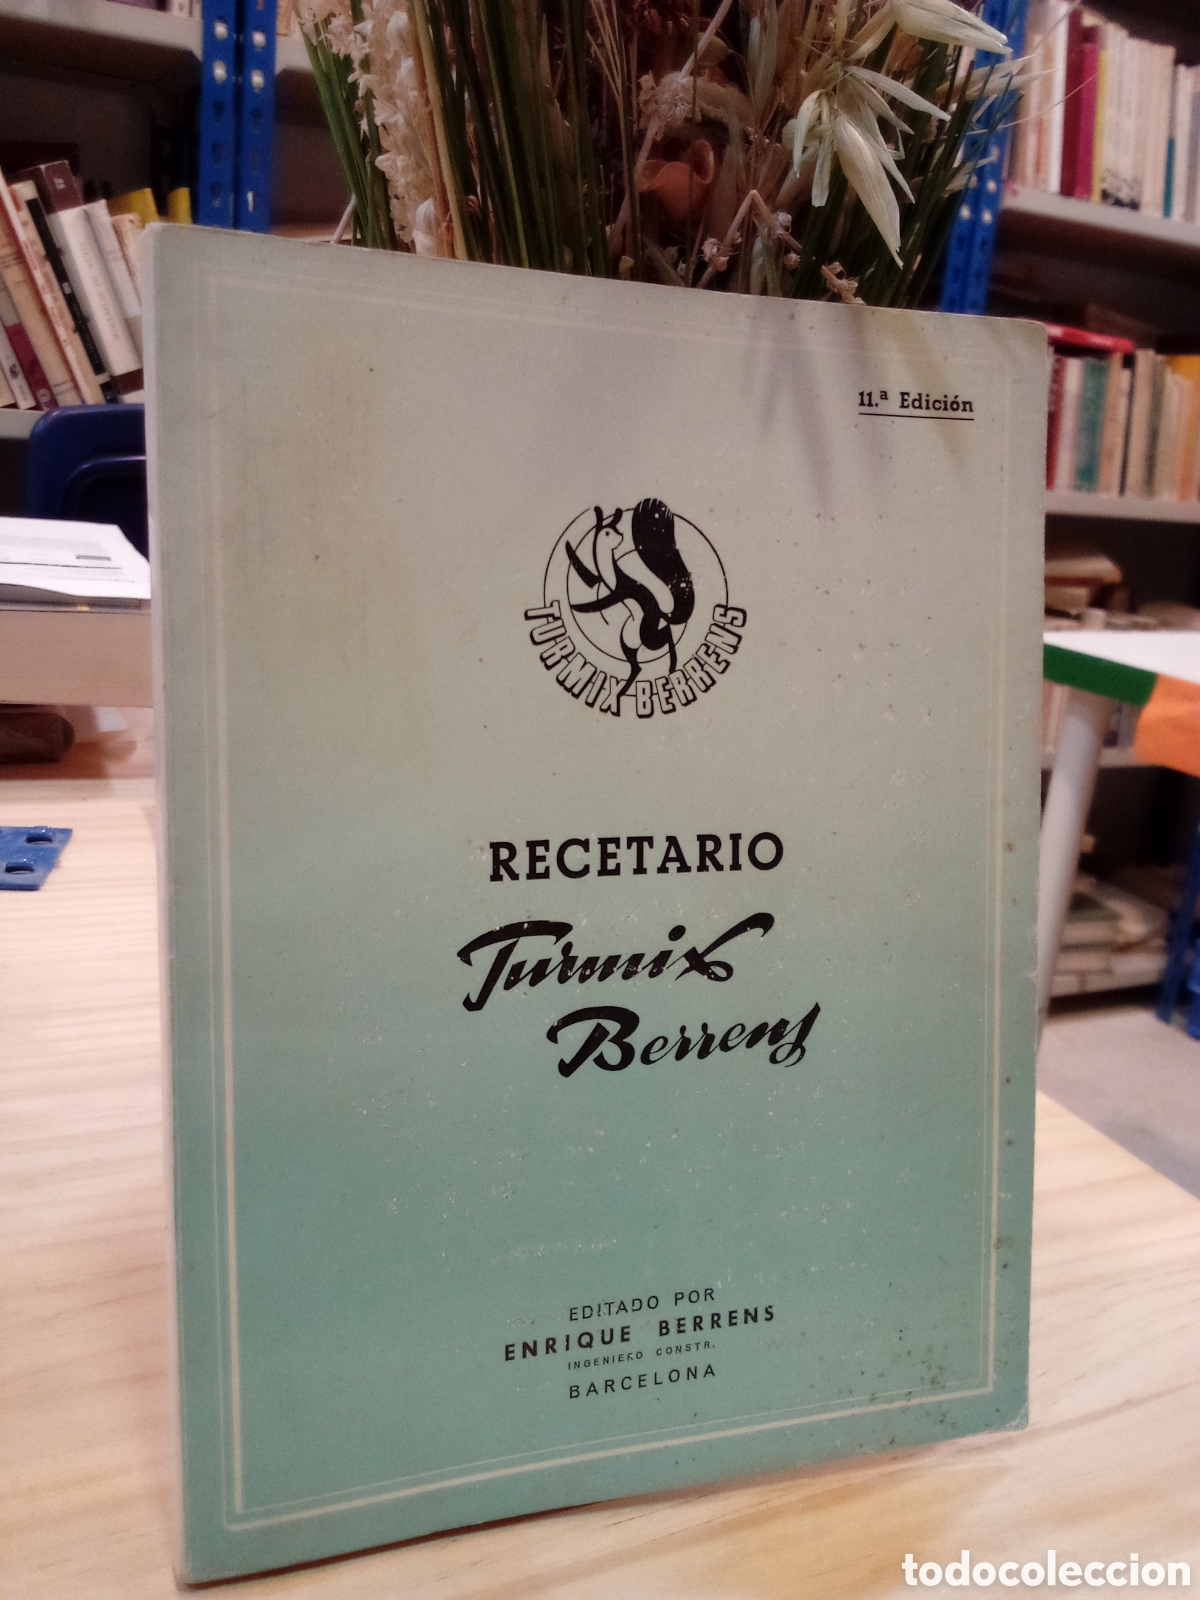 11.ª Edición
TURMIX BERRENS
RECETARIO
Turmix
Berrens
EDITADO POR
ENRIQUE BERRENS
INGENIERO CONSTR.
BARCELONA
todocoleccion